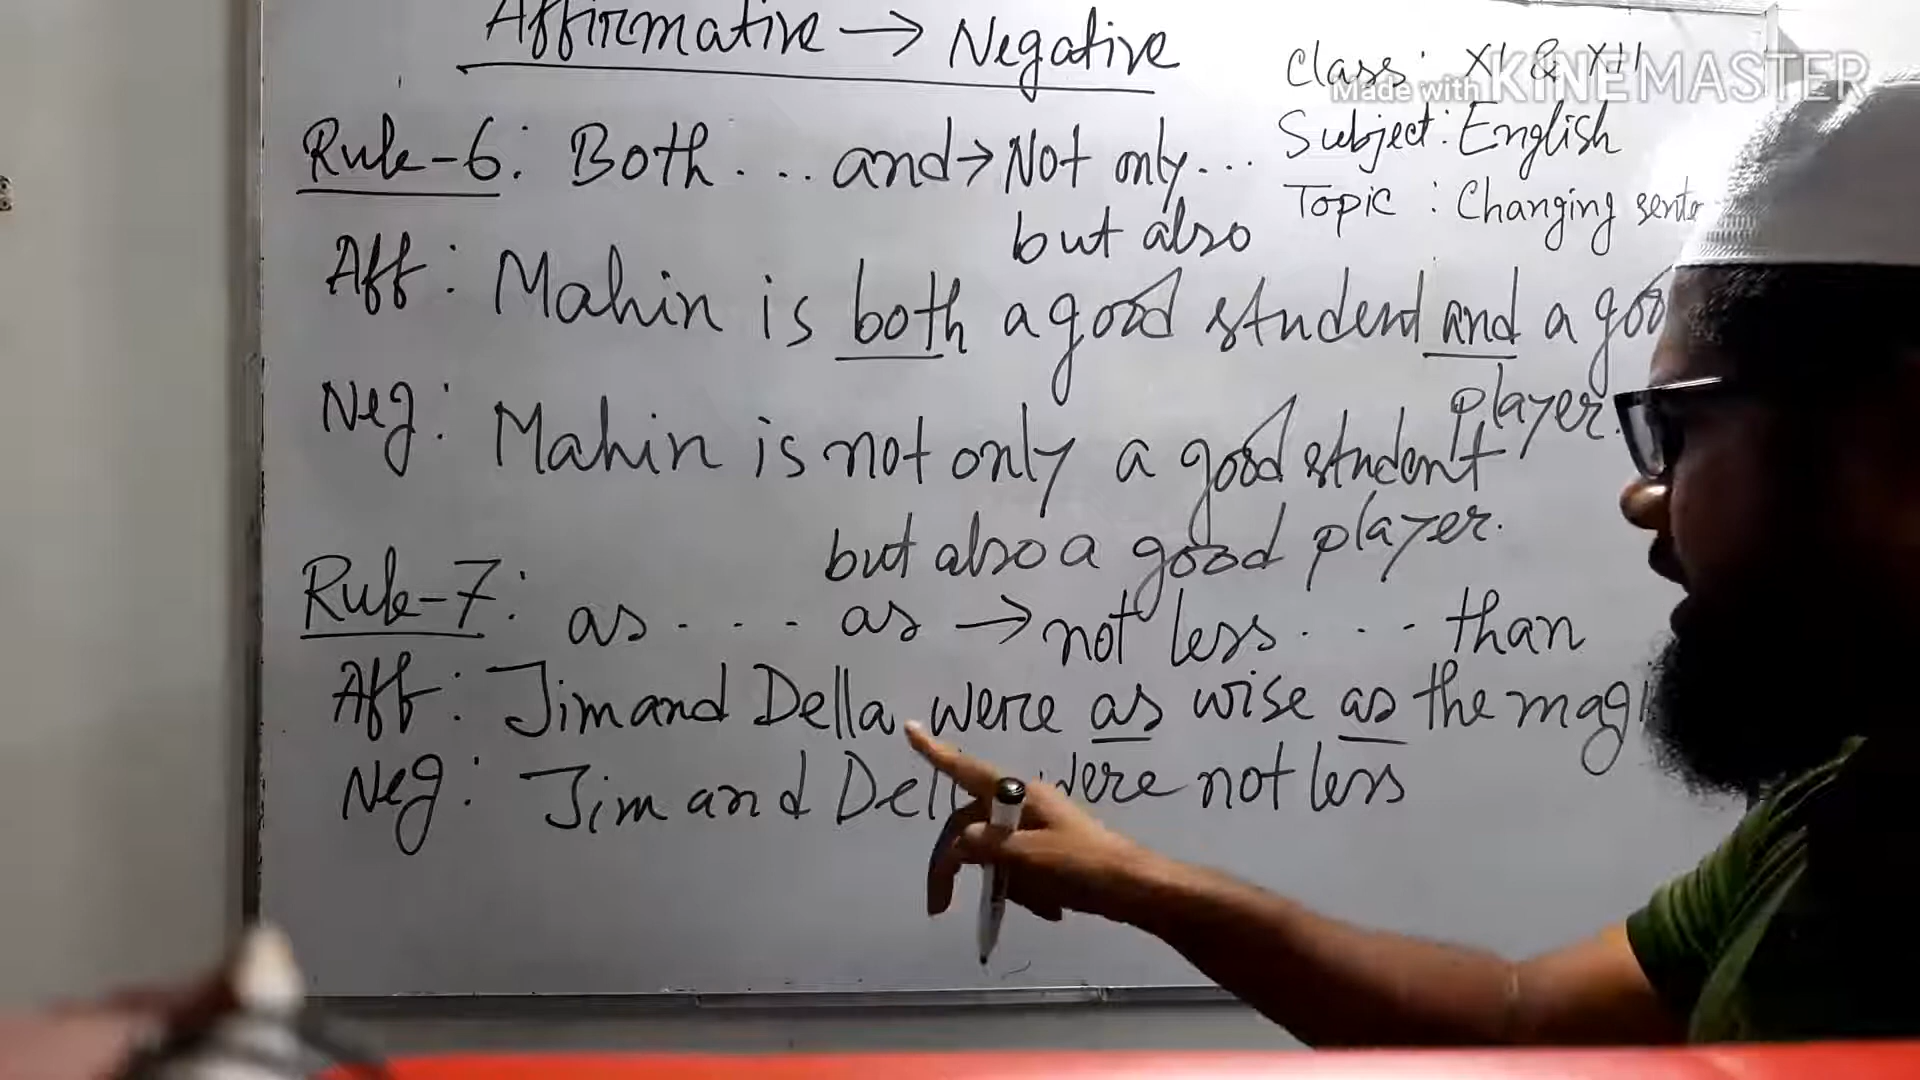 Affirmative → Negative
Class: XI & XII
Made with KINEMASTER
Subject: English
Topic : Changing
Rule-6: Both . . . . and → Not only...
but also
Aff : Mahin is both a good student and a
player.
Neg : Mahin is not only a good student
but also a good player.
Rule-7: as . . . . as → not less . . . than
Aff : Jim and Della were as wise as the
Neg : Jim and were not less